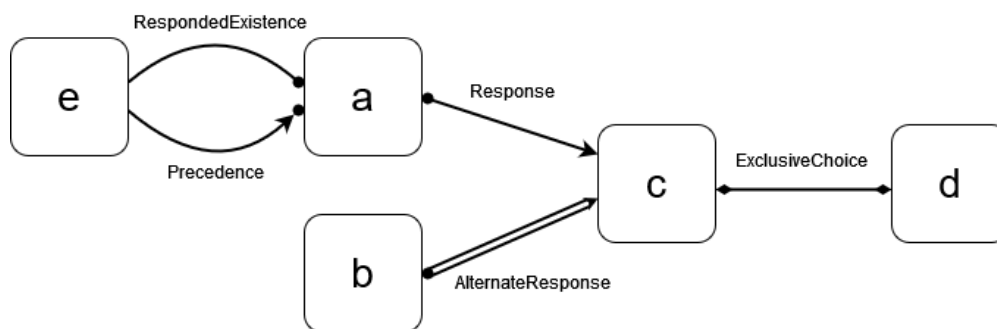 RespondedExistence
e
a
Response
Precedence
c
ExclusiveChoice
d
b
AlternateResponse